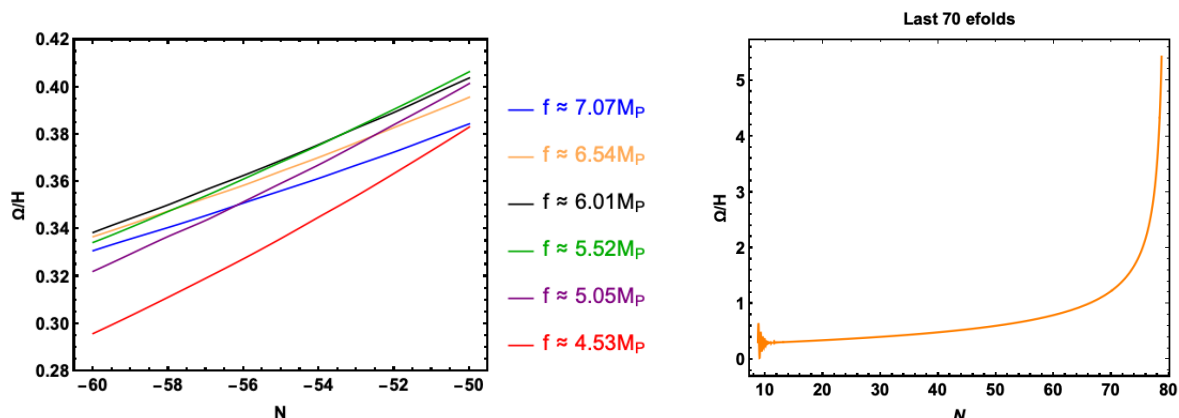 Last 70 efolds
0.42
0.40
0.38
0.36
0.34
0.32
0.30
0.28
Ω/H
−60
−58
−56
−54
−52
−50
N
f ≈ 7.07M_P
f ≈ 6.54M_P
f ≈ 6.01M_P
f ≈ 5.52M_P
f ≈ 5.05M_P
f ≈ 4.53M_P
5
4
3
2
1
0
Ω/H
10
20
30
40
50
60
70
80
N